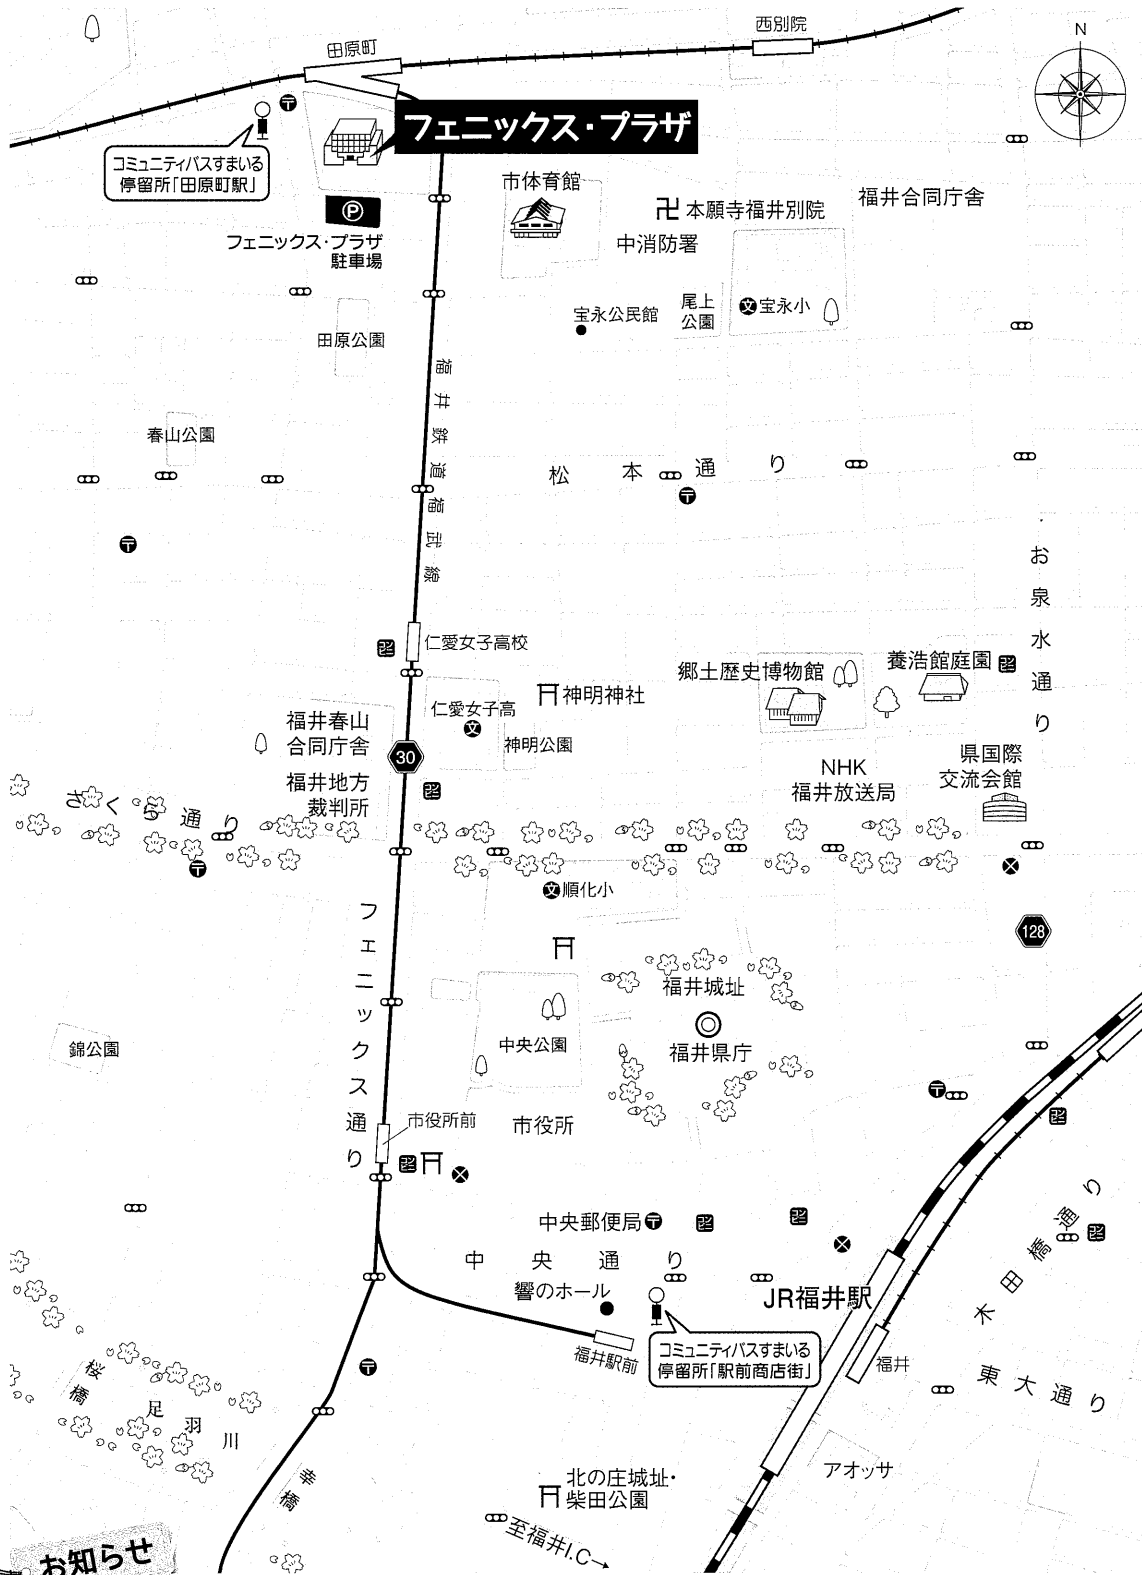 西別院
田原町
N
フェニックス・プラザ
コミュニティバスすまいる
停留所「田原町駅」
市体育館
福井合同庁舎
本願寺福井別院
中消防署
P
フェニックス・プラザ
駐車場
宝永公民館
尾上
公園
文
宝永小
田原公園
福井鉄道福武線
春山公園
松本通り
お泉水通り
仁愛女子高校
郷土歴史博物館
養浩館庭園
神明神社
仁愛女子高
文
神明公園
福井春山
合同庁舎
30
福井地方
裁判所
NHK
福井放送局
県国際
交流会館
さくら通り
文
順化小
フェニックス通り
128
福井城址
福井県庁
中央公園
錦公園
市役所前
市役所
中央郵便局
中央通り
響のホール
JR福井駅
木田橋通り
コミュニティバスすまいる
停留所「駅前商店街」
福井駅前
福井
東大通り
桜橋
足羽川
幸橋
アオッサ
北の庄城址・
柴田公園
至福井I.C→
お知らせ